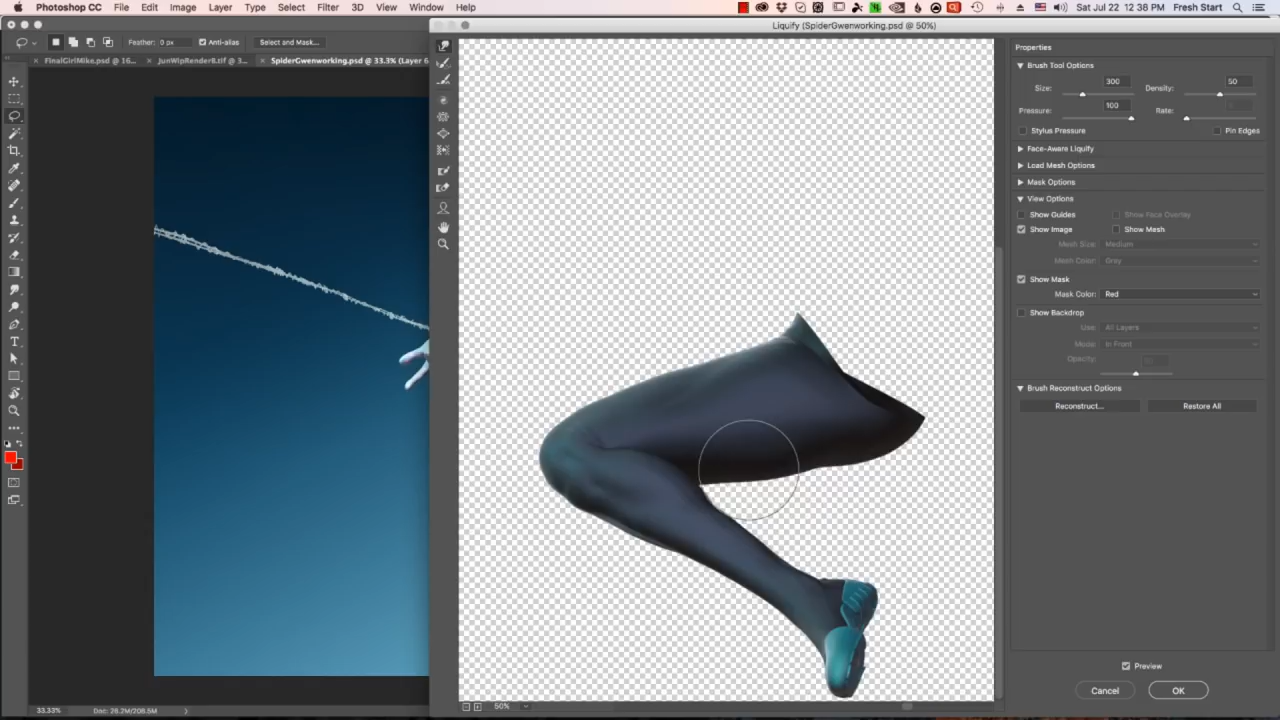 Photoshop CC File Edit Image Layer Type Select Filter 3D View Window Help Sat Jul 22 12:38 PM Fresh Start
Liquify (SpiderGwenworking.psd @ 50%)
Feather: 0 px Anti-alias Select and Mask...
FinalGirlMike.psd @ 16... JunWipRender8.tif @ 3... SpiderGwenworking.psd @ 33.3% (Layer 6
Properties
Brush Tool Options
Size: 300 Density: 50
Pressure: 100 Rate:
Stylus Pressure Pin Edges
Face-Aware Liquify
Load Mesh Options
Mask Options
View Options
Show Guides Show Face Overlay
Show Image Show Mesh
Mesh Size: Medium
Mesh Color: Gray
Show Mask
Mask Color: Red
Show Backdrop
Use: All Layers
Mode: In Front
Opacity:
Brush Reconstruct Options
Reconstruct... Restore All
Preview
Cancel OK
50%
33.33% Doc: 26.2M/206.5M